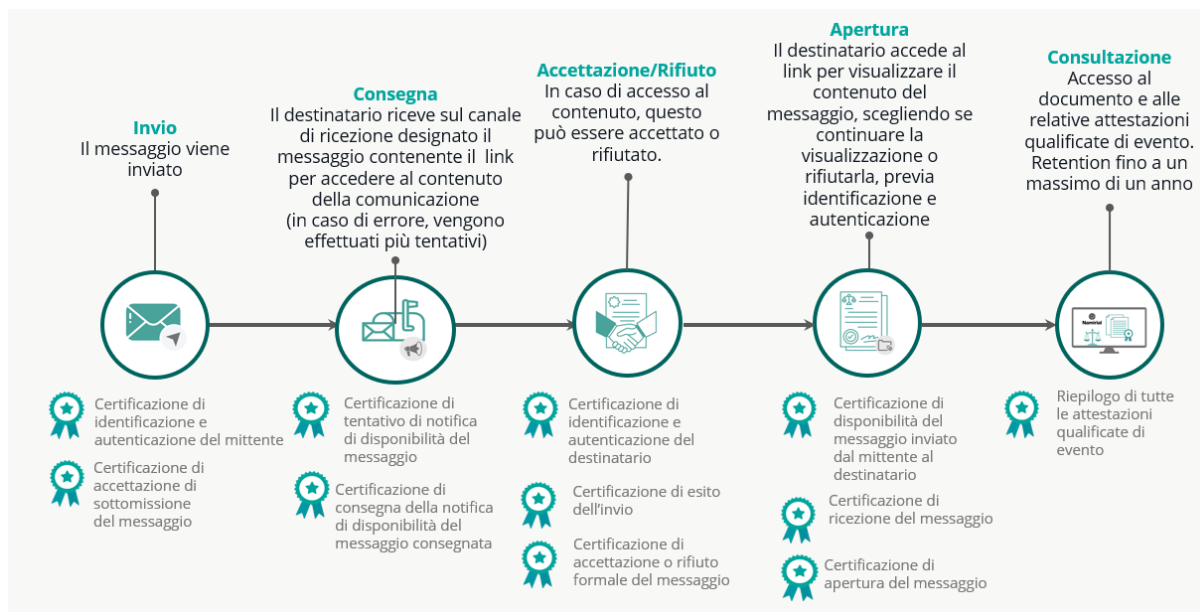 Invio
Il messaggio viene
inviato
Consegna
Il destinatario riceve sul canale
di ricezione designato il
messaggio contenente il link
per accedere al contenuto
della comunicazione
(in caso di errore, vengono
effettuati più tentativi)
Accettazione/Rifiuto
In caso di accesso al
contenuto, questo
può essere accettato o
rifiutato.
Apertura
Il destinatario accede al
link per visualizzare il
contenuto del
messaggio, scegliendo se
continuare la
visualizzazione o
rifiutarla, previa
identificazione e
autenticazione
Consultazione
Accesso al
documento e alle
relative attestazioni
qualificate di evento.
Retention fino a un
massimo di un anno
Namirial
Certificazione di
identificazione e
autenticazione del mittente
Certificazione di
accettazione di
sottomissione
del messaggio
Certificazione di
tentativo di notifica
di disponibilità del
messaggio
Certificazione di
consegna della notifica
di disponibilità del
messaggio consegnata
Certificazione di
identificazione e
autenticazione del
destinatario
Certificazione di esito
dell'invio
Certificazione di
accettazione o rifiuto
formale del messaggio
Certificazione di
disponibilità del
messaggio inviato
dal mittente al
destinatario
Certificazione di
ricezione del messaggio
Certificazione di
apertura del messaggio
Riepilogo di tutte
le attestazioni
qualificate di
evento